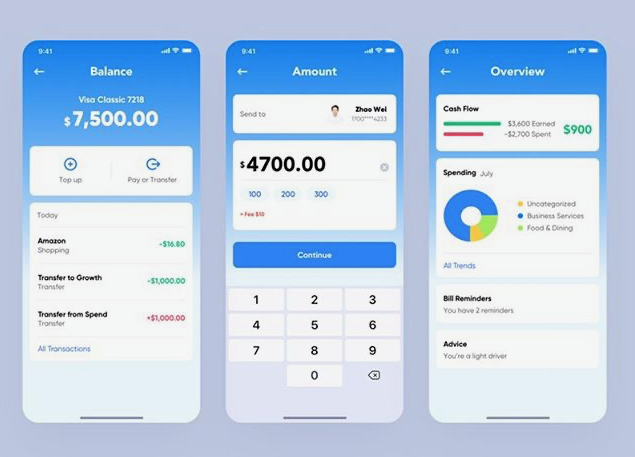 9:41
Balance
Visa Classic 7218
$7,500.00
Top up
Pay or Transfer
Today
Amazon
Shopping
-$16.80
Transfer to Growth
Transfer
-$1,000.00
Transfer from Spend
Transfer
+$1,000.00
All Transactions
9:41
Amount
Send to
Zhao Wei
1700****6233
$4700.00
100 200 300
+ Fee $10
Continue
1 2 3
4 5 6
7 8 9
0
9:41
Overview
Cash Flow
$3,600 Earned
-$2,700 Spent
$900
Spending July
Uncategorized
Business Services
Food & Dining
All Trends
Bill Reminders
You have 2 reminders
Advice
You're a light driver